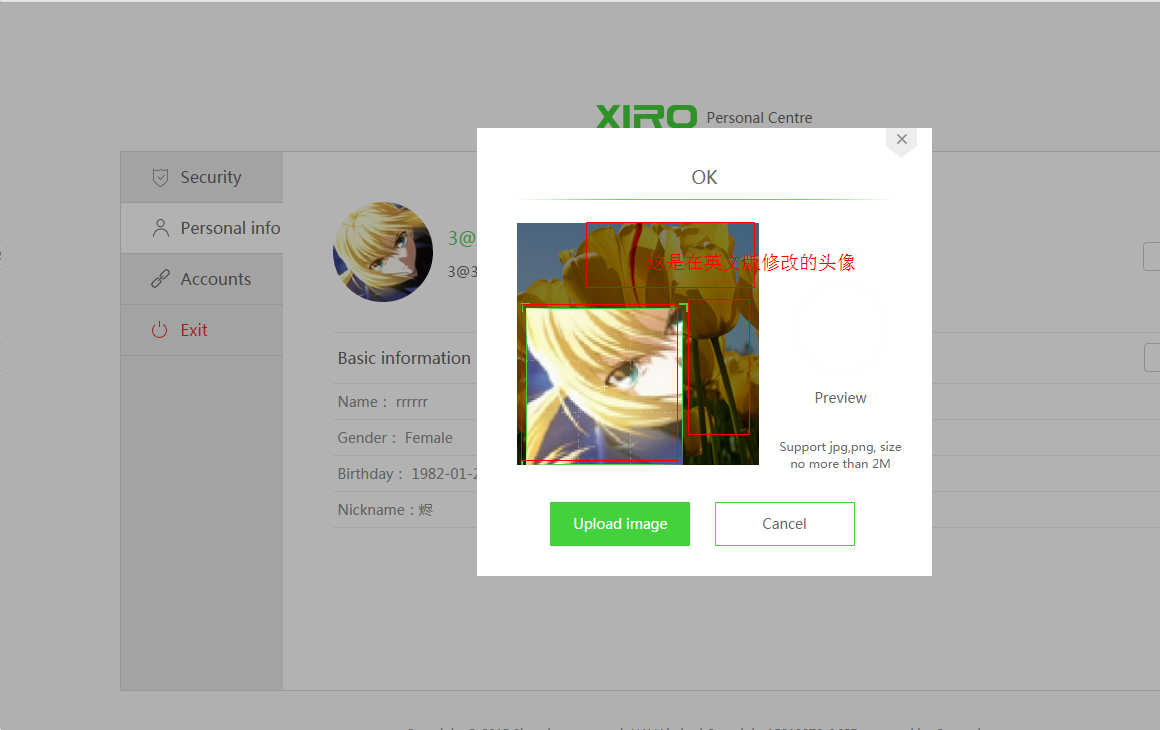 XIRO Personal Centre
OK
Security
Personal info
Accounts
Exit
3@
3@3
这是在英文版修改的头像
Basic information
Name： rrrrrr
Gender： Female
Birthday： 1982-01-2
Nickname：烬
Preview
Support jpg,png, size
no more than 2M
Upload image
Cancel